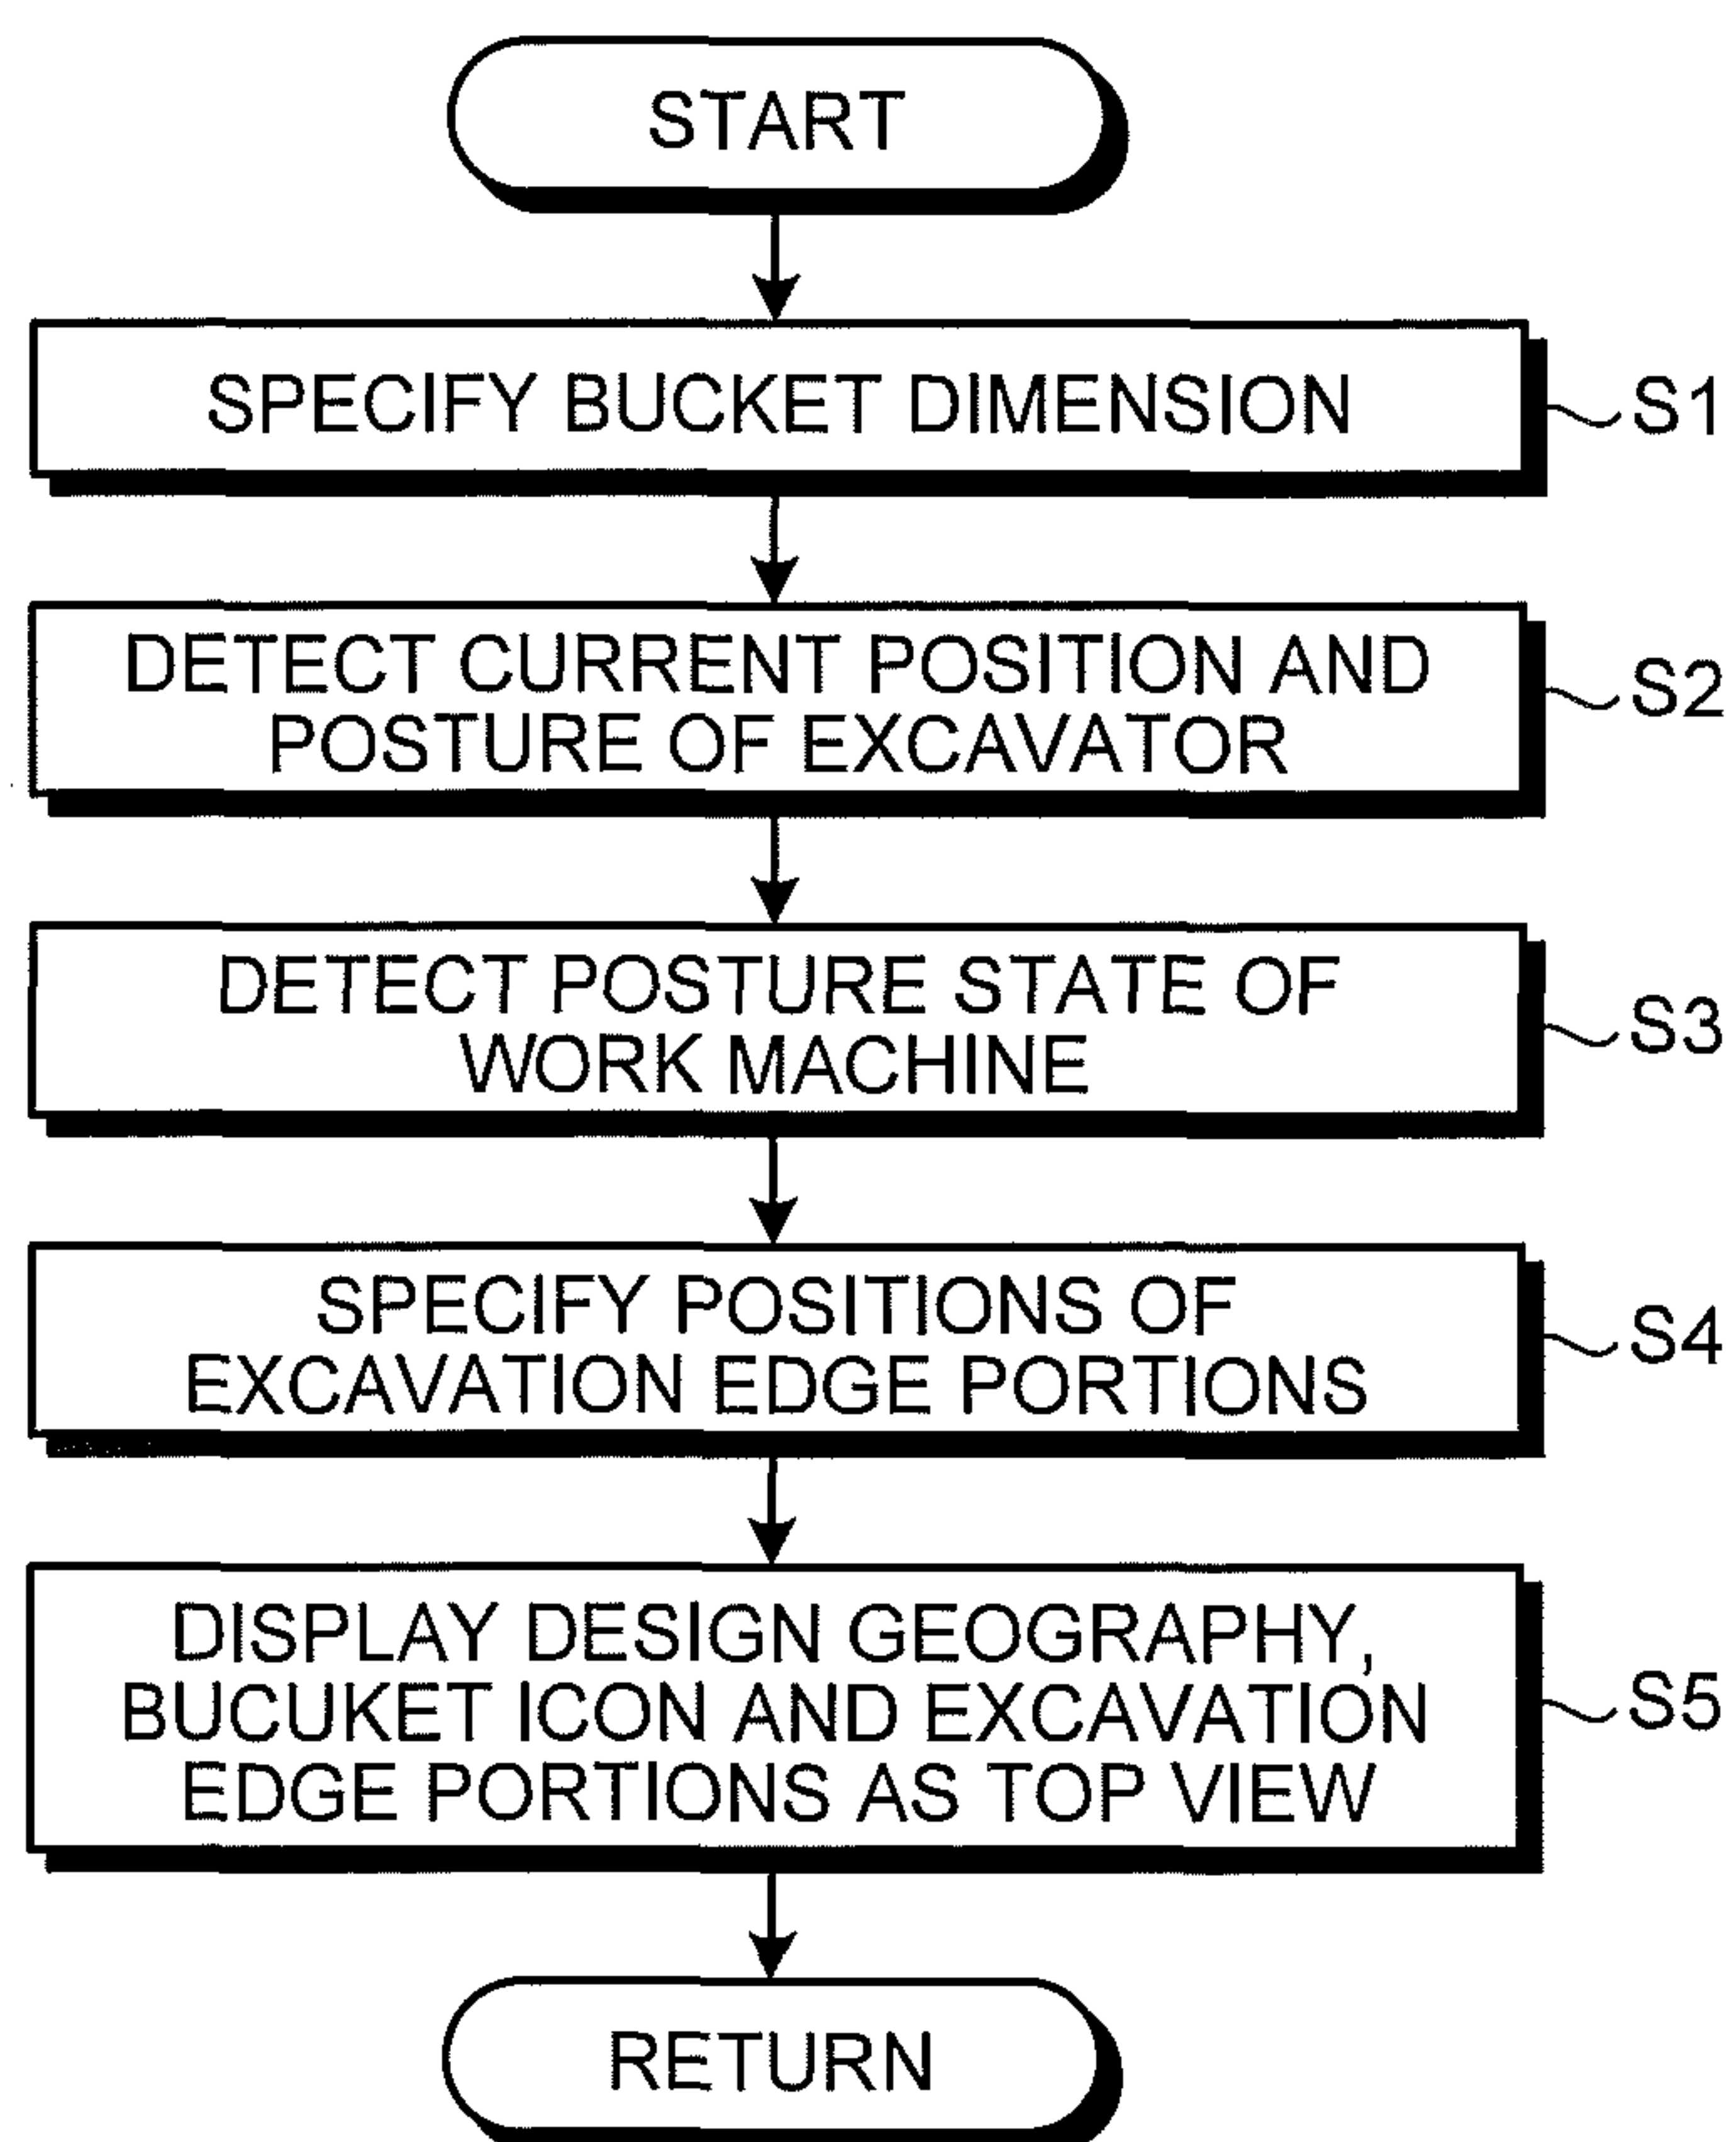 START
SPECIFY BUCKET DIMENSION
S1
DETECT CURRENT POSITION AND
POSTURE OF EXCAVATOR
S2
DETECT POSTURE STATE OF
WORK MACHINE
S3
SPECIFY POSITIONS OF
EXCAVATION EDGE PORTIONS
S4
DISPLAY DESIGN GEOGRAPHY,
BUCUKET ICON AND EXCAVATION
EDGE PORTIONS AS TOP VIEW
S5
RETURN